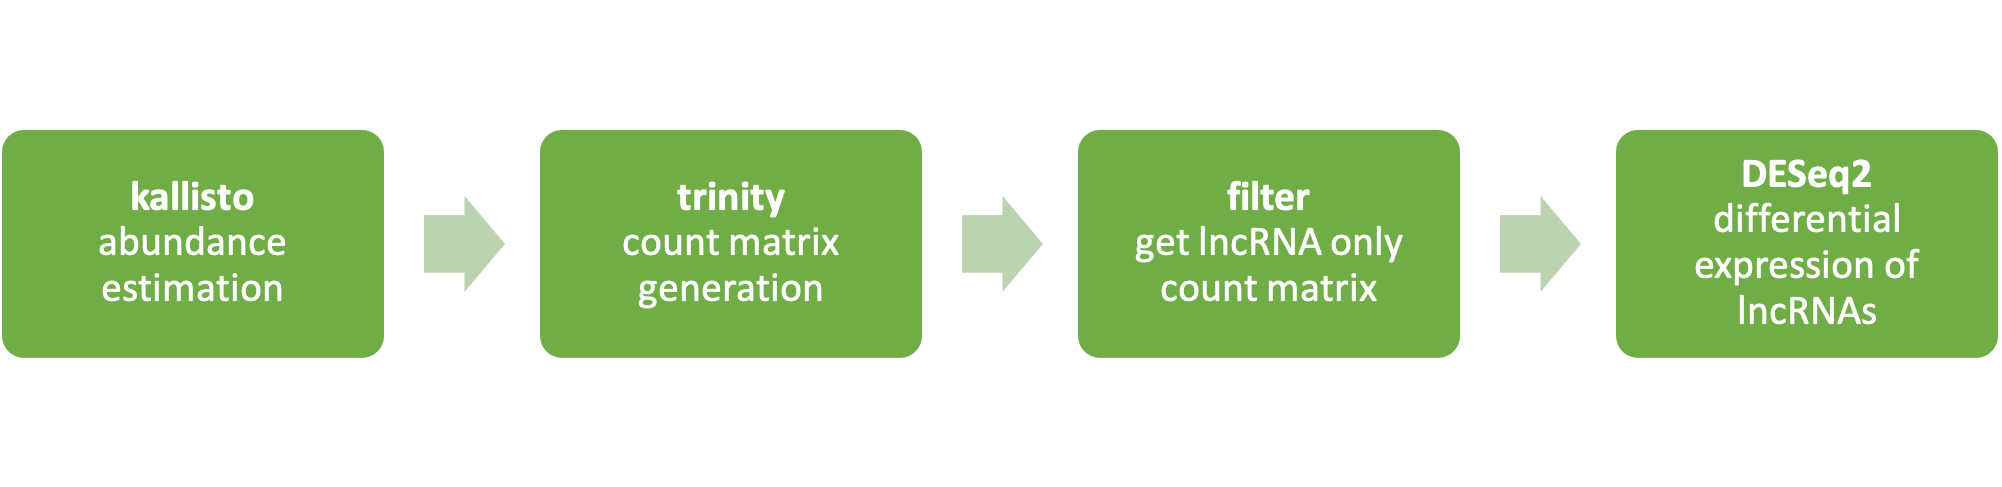 kallisto
abundance
estimation
trinity
count matrix
generation
filter
get lncRNA only
count matrix
DESeq2
differential
expression of
lncRNAs